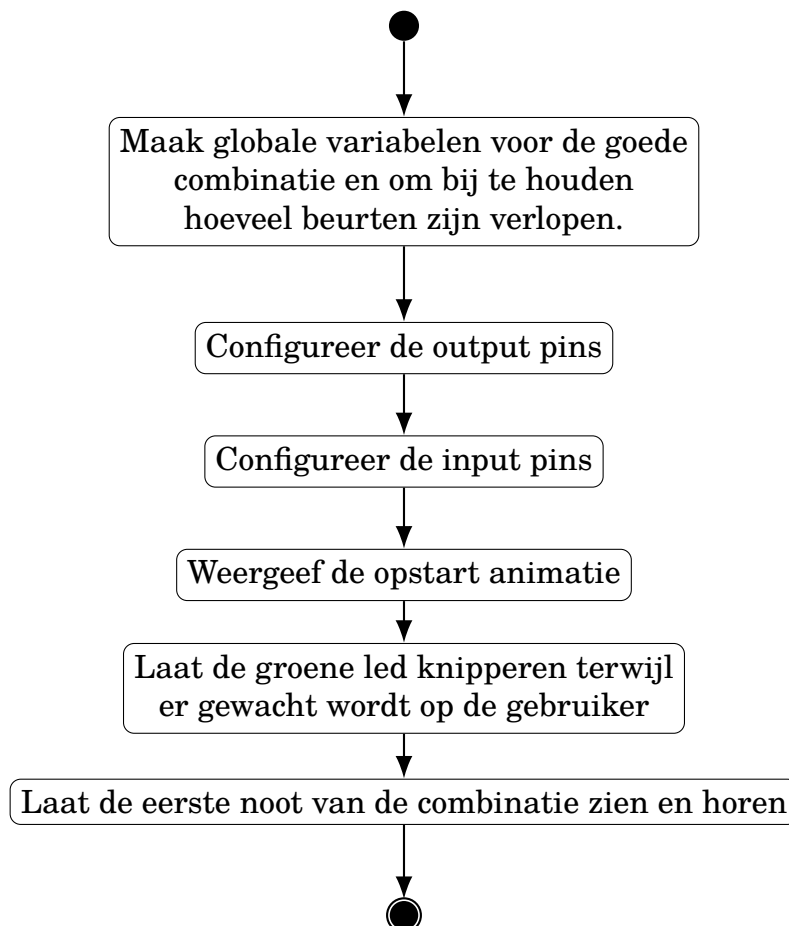 Maak globale variabelen voor de goede
combinatie en om bij te houden
hoeveel beurten zijn verlopen.
Configureer de output pins
Configureer de input pins
Weergeef de opstart animatie
Laat de groene led knipperen terwijl
er gewacht wordt op de gebruiker
Laat de eerste noot van de combinatie zien en horen